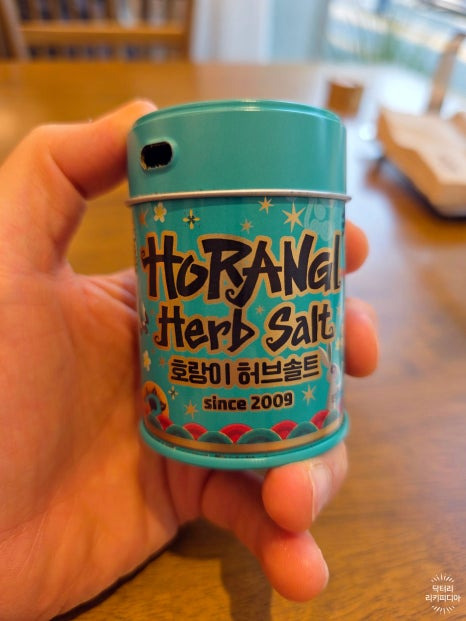 HORANGI
Herb Salt
호랑이 허브솔트
since 2009
닥터리
리키피디아